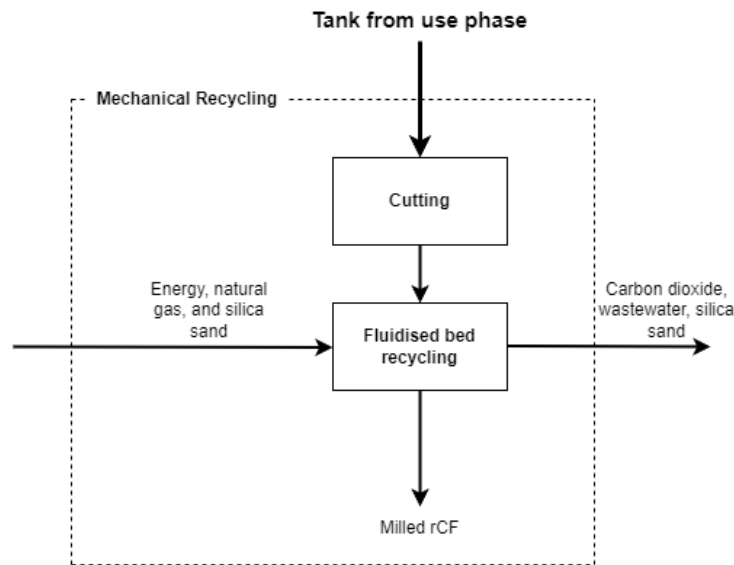 Tank from use phase
Mechanical Recycling
Cutting
Energy, natural
gas, and silica
sand
Carbon dioxide,
wastewater, silica
sand
Fluidised bed
recycling
Milled rCF